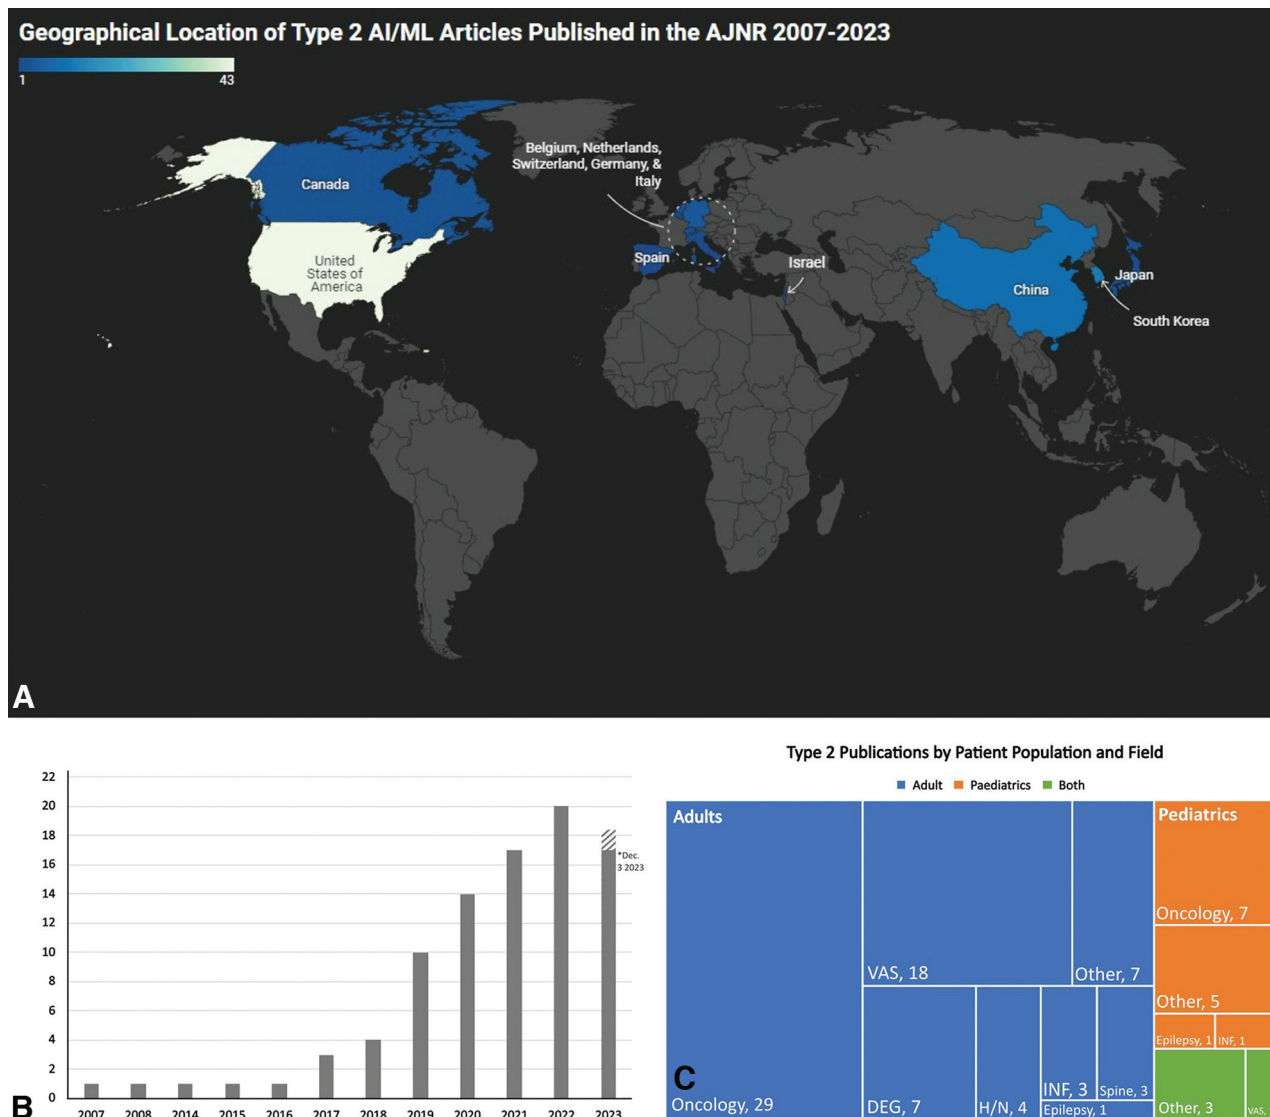 Geographical Location of Type 2 AI/ML Articles Published in the AJNR 2007-2023
1
43
Belgium, Netherlands,
Switzerland, Germany, &
Italy
Canada
United
States of
America
Spain
Israel
China
Japan
South Korea
A
22
20
18
16
14
12
10
8
6
4
2
0
*Dec.
3 2023
2007
2008
2014
2015
2016
2017
2018
2019
2020
2021
2022
2023
B
Type 2 Publications by Patient Population and Field
Adult
Paediatrics
Both
Adults
Oncology, 29
VAS, 18
Other, 7
DEG, 7
H/N, 4
INF, 3
Spine, 3
Epilepsy, 1
Pediatrics
Oncology, 7
Other, 5
Epilepsy, 1
INF, 1
Other, 3
VAS,
C